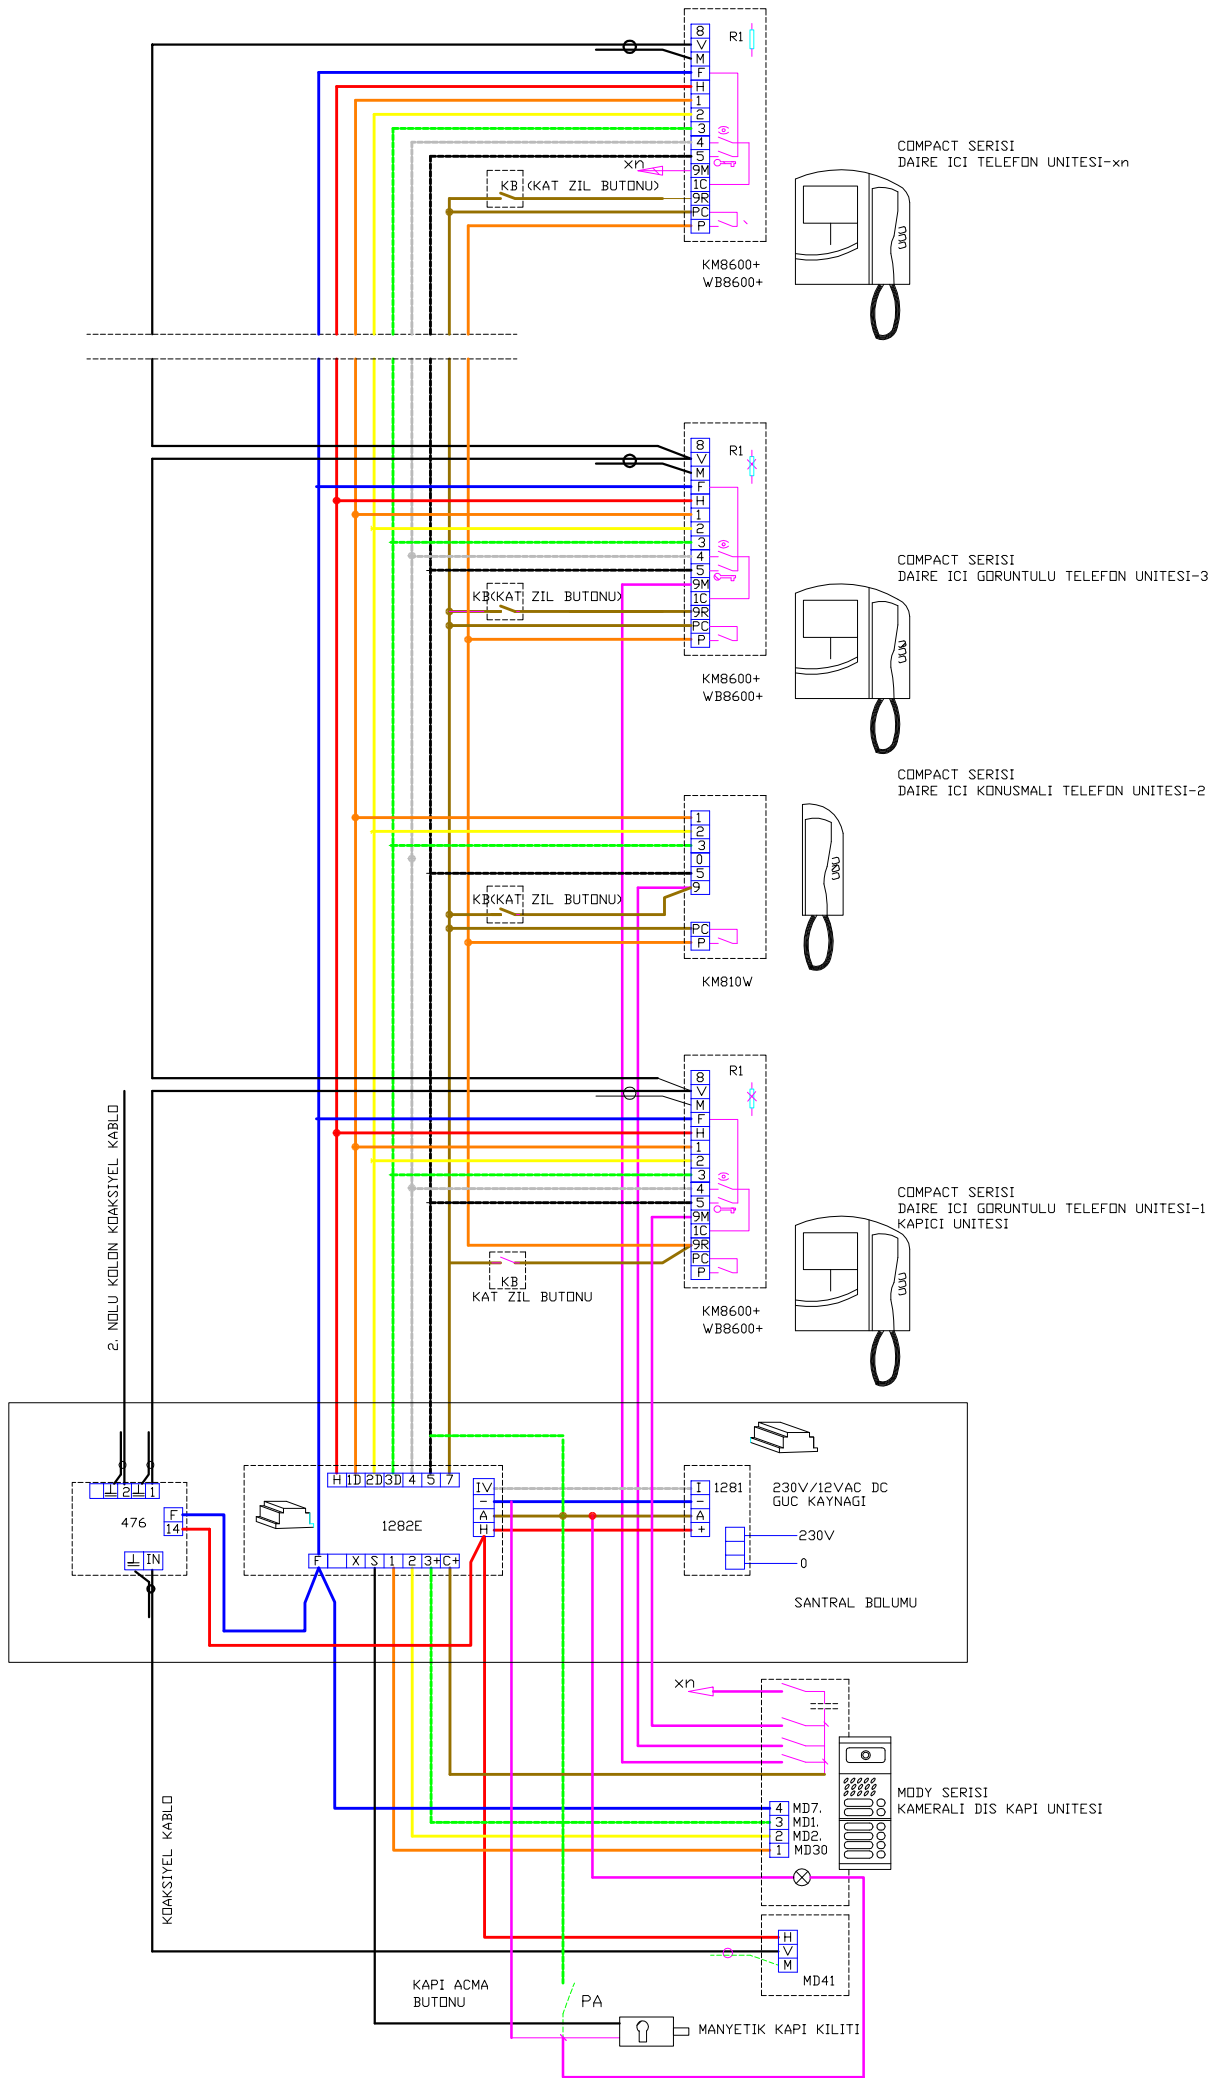 8
V
R1
M
F
H
1
2
3
4
COMPACT SERISI
5
DAIRE ICI TELEFON UNITESI-xn
xn
9M
KB (KAT ZIL BUTONU)
1C
9R
PC
P
KM8600+
WB8600+
8
R1
V
M
F
H
1
2
3
4
COMPACT SERISI
5
DAIRE ICI GORUNTULU TELEFON UNITESI-3
9M
KB(KAT ZIL BUTONU)
1C
9R
PC
P
KM8600+
WB8600+
COMPACT SERISI
DAIRE ICI KONUSMALI TELEFON UNITESI-2
1
2
3
0
5
9
KB(KAT ZIL BUTONU)
PC
P
KM810W
8
R1
V
M
F
H
1
2
3
4
COMPACT SERISI
5
DAIRE ICI GORUNTULU TELEFON UNITESI-1
9M
KAPICI UNITESI
1C
9R
PC
P
KB
KAT ZIL BUTONU
KM8600+
WB8600+
2. NOLU KOLON KOAKSIYEL KABLO
H 1D 2D 3D 4 5 7
2 1
476
F
14
IN
IV
-
A
H
1282E
F X S 1 2 3+ C+
I
-
A
+
1281
230V/12VAC DC
GUC KAYNAGI
230V
0
SANTRAL BOLUMU
xn
MODY SERISI
KAMERALI DIS KAPI UNITESI
4 MD7.
3 MD1.
2 MD2.
1 MD30
KOAKSIYEL KABLO
H
V
M
MD41
KAPI ACMA
BUTONU
PA
MANYETIK KAPI KILITI